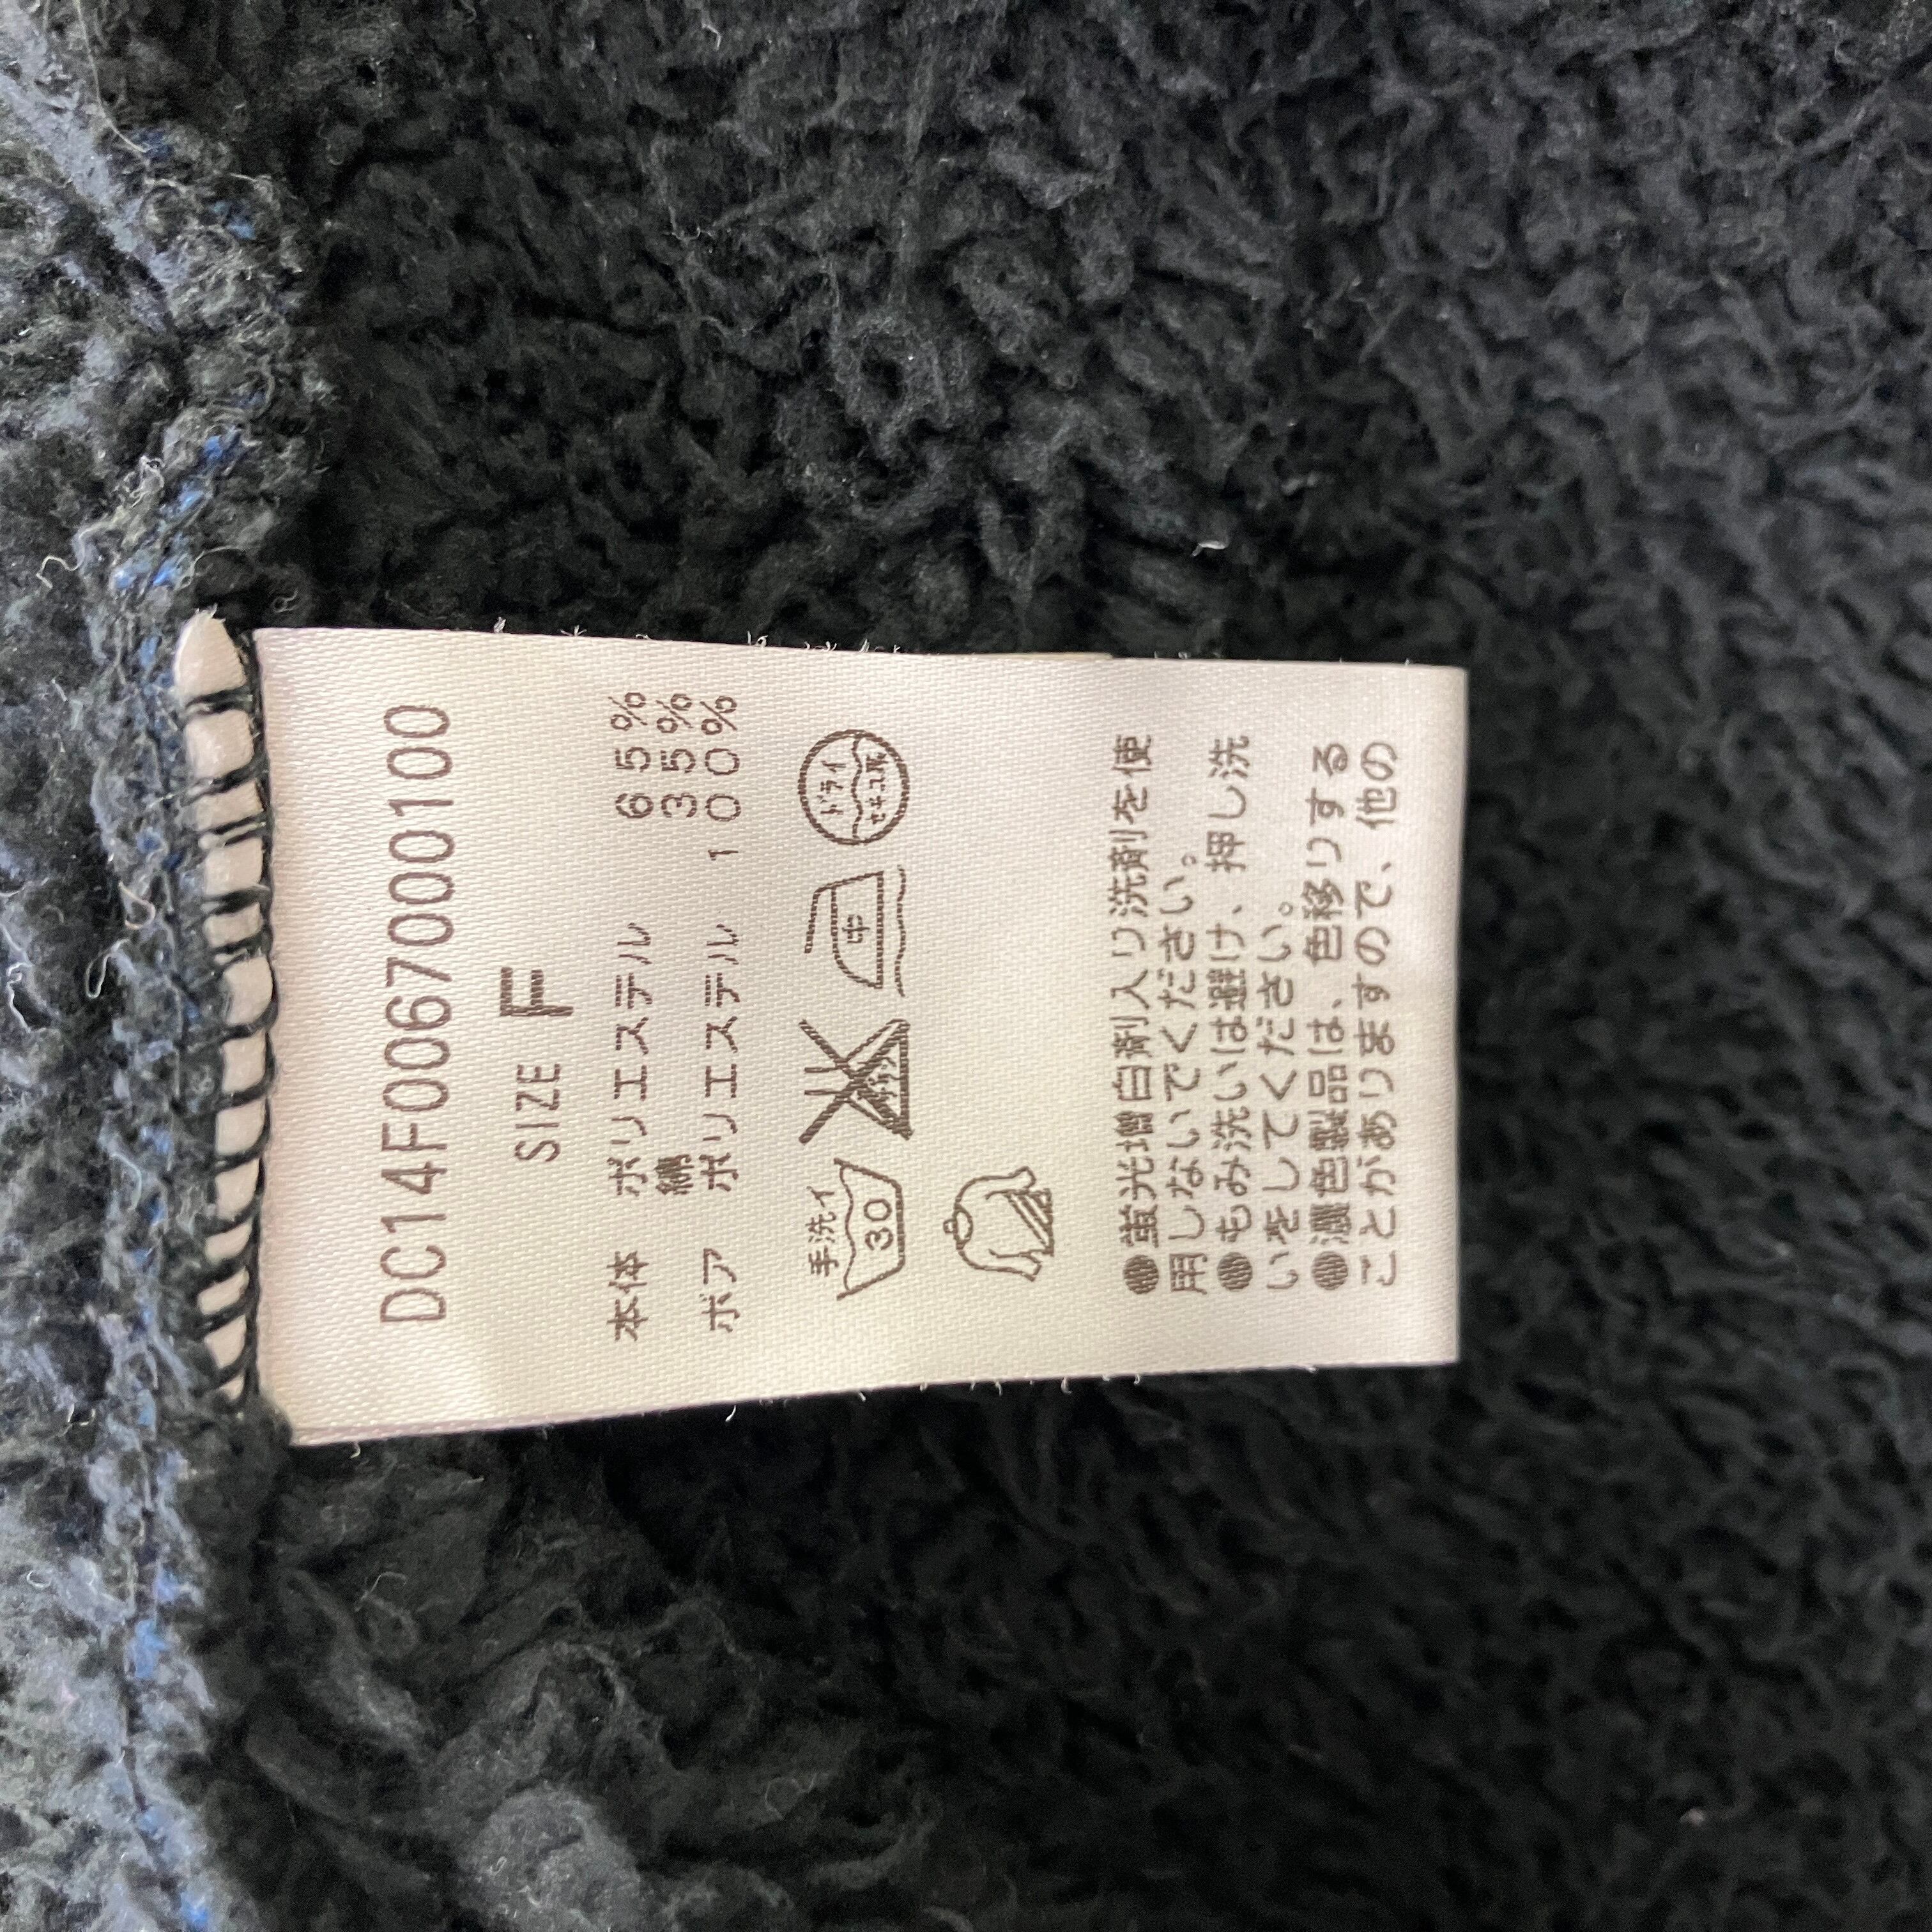 DC14F00670001OO
SIZE F
本体 ポリエステル 65%
綿 35%
ボア ポリエステル 100%
手洗イ
30
中
ドライ
セキユ系
●蛍光増白剤入り洗剤を使
用しないでください。
●もみ洗いは避け、押し洗
いをしてください。
●濃色製品は、色移りする
ことがありますので、他の